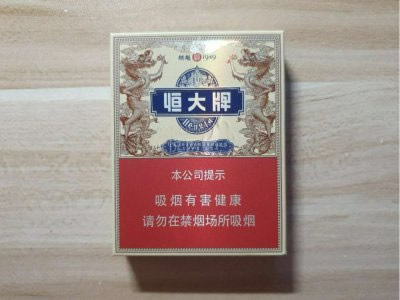 1949
恒大牌
Hengda
本公司提示
吸烟有害健康
请勿在禁烟场所吸烟